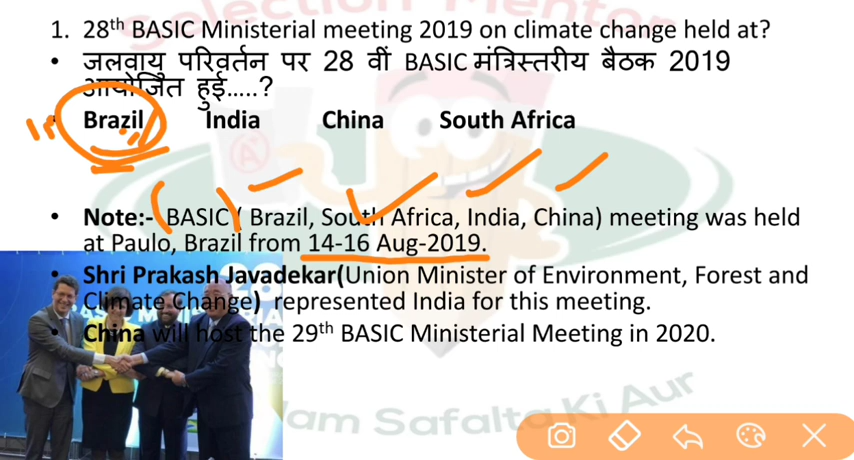 1. 28th BASIC Ministerial meeting 2019 on climate change held at?
• जलवायु परिवर्तन पर 28 वीं BASIC मंत्रिस्तरीय बैठक 2019
आयोजित हुई.....?
Brazil India China South Africa
• Note:- BASIC( Brazil, South Africa, India, China) meeting was held
at Paulo, Brazil from 14-16 Aug-2019.
• Shri Prakash Javadekar(Union Minister of Environment, Forest and
Climate Change) represented India for this meeting.
• China will host the 29th BASIC Ministerial Meeting in 2020.
Safalta Ki Aur